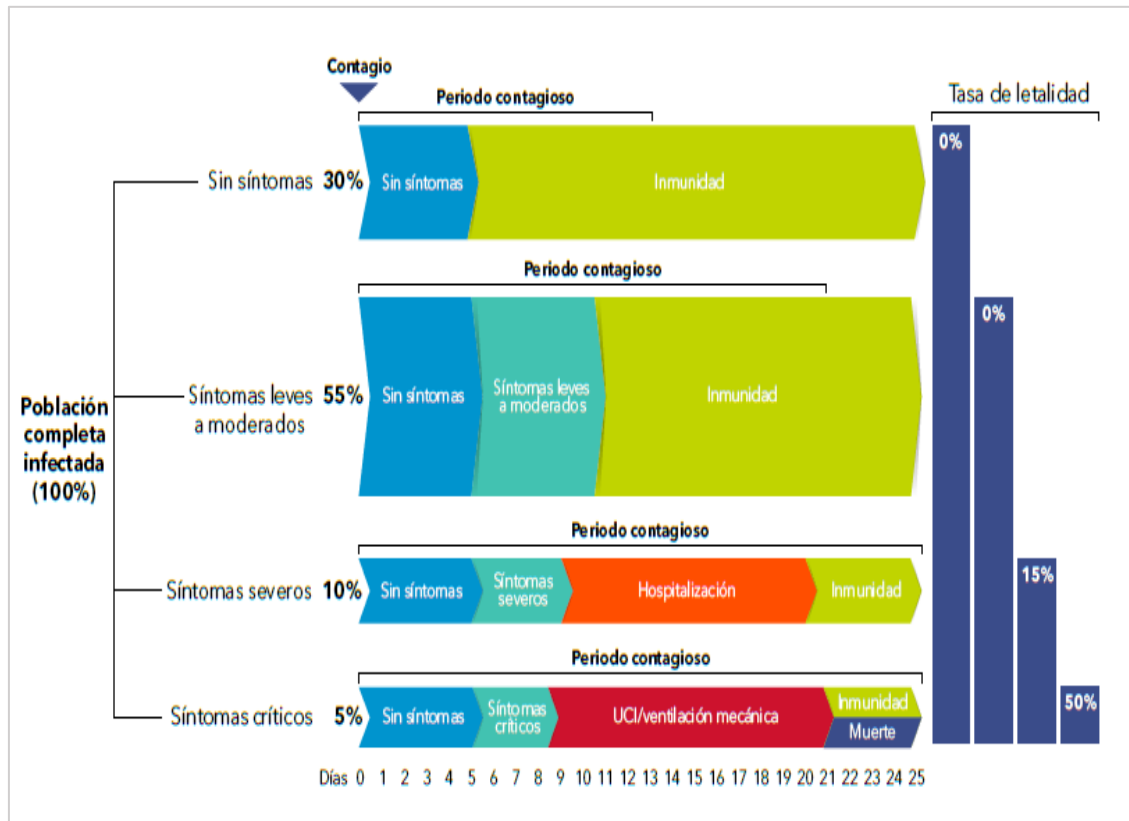 Contagio
Periodo contagioso
Tasa de letalidad
Sin síntomas 30%
Sin síntomas
Inmunidad
0%
Periodo contagioso
Síntomas leves
a moderados
55%
Sin síntomas
Síntomas leves
a moderados
Inmunidad
0%
Población
completa
infectada
(100%)
Periodo contagioso
Síntomas severos 10%
Sin síntomas
Síntomas
severos
Hospitalización
Inmunidad
15%
Periodo contagioso
Síntomas críticos 5%
Sin síntomas
Síntomas
críticos
UCI/ventilación mecánica
Inmunidad
Muerte
50%
Días 0 1 2 3 4 5 6 7 8 9 10 11 12 13 14 15 16 17 18 19 20 21 22 23 24 25